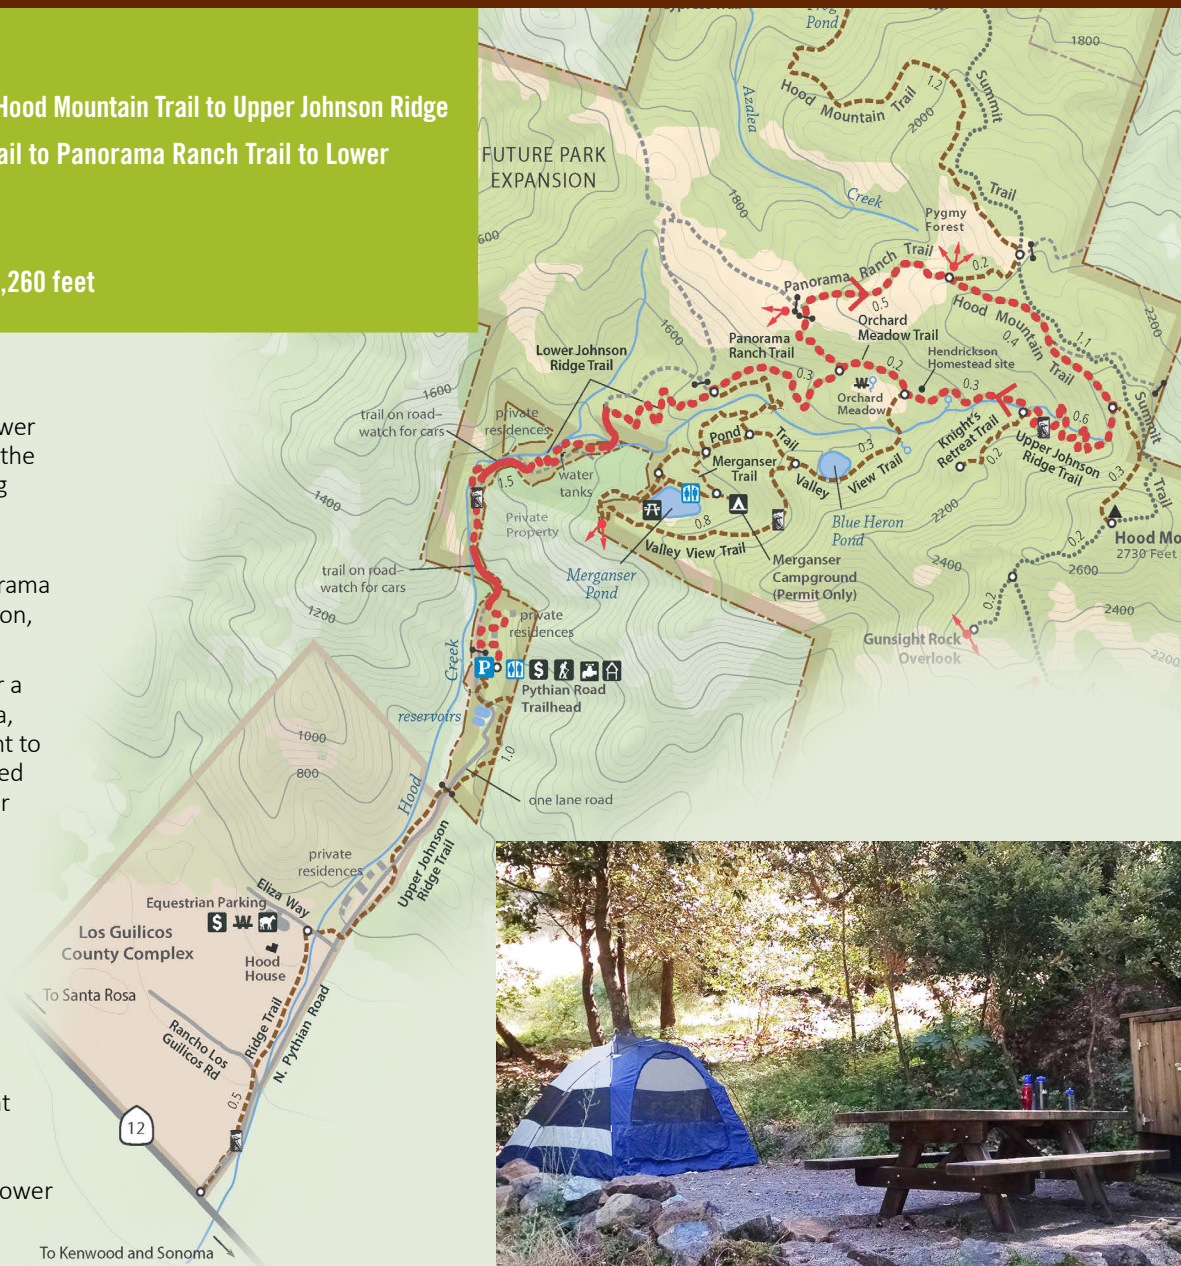 Hood Mountain Trail to Upper Johnson Ridge
to Panorama Ranch Trail to Lower
,260 feet
the
a
to
FUTURE PARK
EXPANSION
Pond
Azalea
Creek
Hood Mountain Trail
1.2
2000
Summit
Trail
1800
1800
Pygmy
Forest
0.2
Panorama Ranch Trail
0.5
Hood Mountain Trail
0.4
1.1
2200
Orchard
Meadow Trail
Panorama
Ranch Trail
Lower Johnson
Ridge Trail
1600
0.3
0.2
Hendrickson
Homestead site
0.3
Orchard
Meadow
Knight's
Retreat Trail
0.2
Upper Johnson
Ridge Trail
0.6
Summit
Trail
0.3
1600
trail on road–
watch for cars
private
residences
water
tanks
1.5
Private
Property
Pond
Trail
Merganser
Trail
Valley
View Trail
0.3
Blue Heron
Pond
2200
0.8
Valley View Trail
Merganser
Pond
Merganser
Campground
(Permit Only)
0.2
2730 Feet
2400
2600
2400
0.2
Gunsight Rock
Overlook
2200
1400
1200
trail on road–
watch for cars
private
residences
Creek
P
$
Pythian Road
Trailhead
reservoirs
1.0
1000
800
Hood
one lane road
private
residences
Upper Johnson
Ridge Trail
Eliza Way
Equestrian Parking
$
Los Guilicos
County Complex
Hood
House
To Santa Rosa
Rancho Los
Guilicos Rd
Ridge Trail
N. Pythian Road
0.5
12
To Kenwood and Sonoma